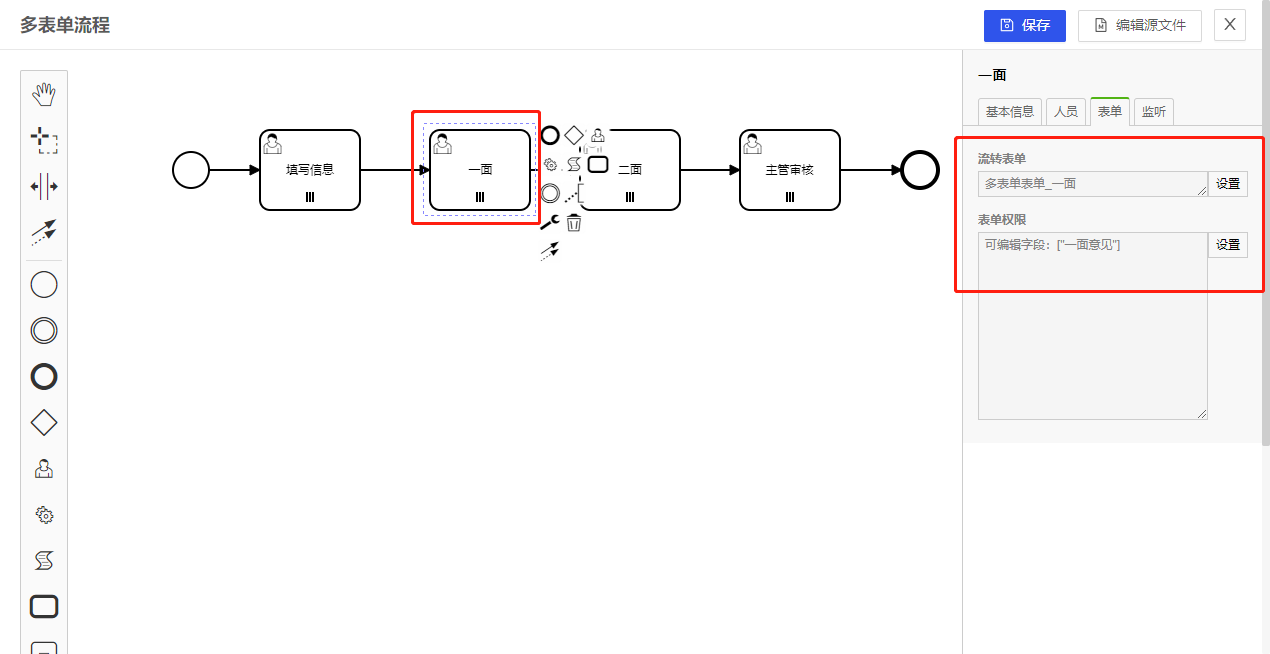 多表单流程
保存
编辑源文件
X
一面
基本信息
人员
表单
监听
填写信息
一面
二面
主管审核
流转表单
多表单表单_一面
设置
表单权限
可编辑字段：["一面意见"]
设置